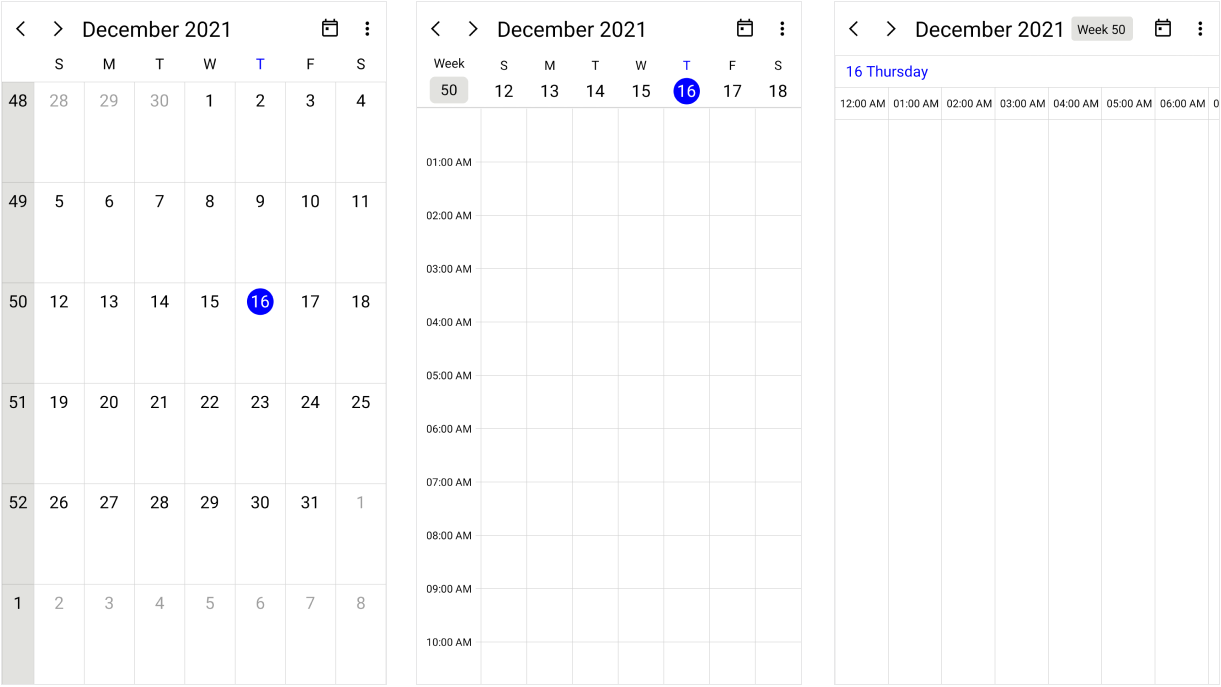 December 2021
S M T W T F S
48 28 29 30 1 2 3 4
49 5 6 7 8 9 10 11
50 12 13 14 15 16 17 18
51 19 20 21 22 23 24 25
52 26 27 28 29 30 31 1
1 2 3 4 5 6 7 8
December 2021
Week S M T W T F S
50 12 13 14 15 16 17 18
01:00 AM
02:00 AM
03:00 AM
04:00 AM
05:00 AM
06:00 AM
07:00 AM
08:00 AM
09:00 AM
10:00 AM
December 2021 Week 50
16 Thursday
12:00 AM 01:00 AM 02:00 AM 03:00 AM 04:00 AM 05:00 AM 06:00 AM 0